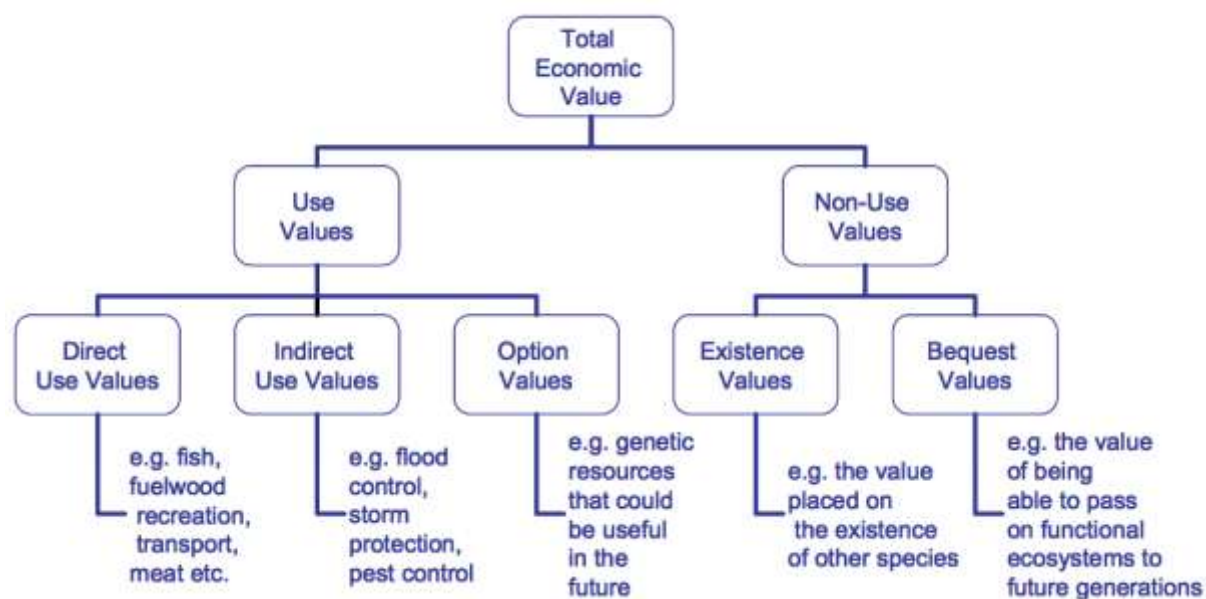 Total
Economic
Value
Use
Values
Non-Use
Values
Direct
Use Values
Indirect
Use Values
Option
Values
Existence
Values
Bequest
Values
e.g. fish,
fuelwood
recreation,
transport,
meat etc.
e.g. flood
control,
storm
protection,
pest control
e.g. genetic
resources
that could
be useful
in the
future
e.g. the value
placed on
the existence
of other species
e.g. the value
of being
able to pass
on functional
ecosystems to
future generations